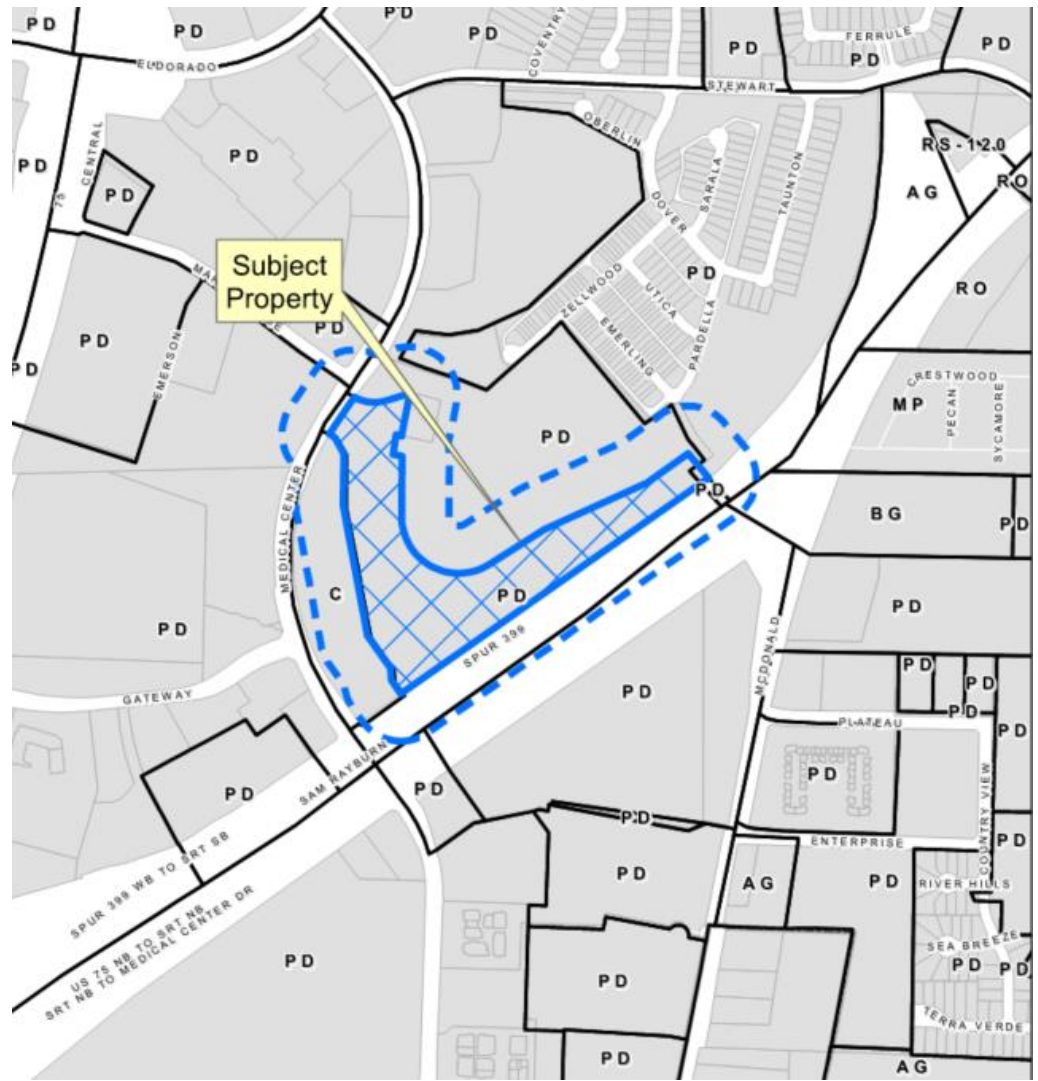 PD
PD
PD
PD
COVENTRY
FERRULE
PD
PD
PD
ELDORADO
STEWART
OBERLIN
CENTRAL
75
PD
PD
PD
SARALA
TAUNTON
DOVER
RS-120
RO
AG
Subject
Property
PD
ZELLWOOD
UTICA
EMERLING
PARDELLA
PD
RO
PD
EMERSON
PD
CRESTWOOD
PECAN
SYCAMORE
MP
PD
MEDICAL CENTER
PD
BG
PD
C
PD
PD
SPUR 399
PD
GATEWAY
MCDONALD
PD
PD
PD
PD
PD
PLATEAU
PD
SAM RAYBURN
PD
PD
PD
PD
ENTERPRISE
COUNTRY VIEW
PD
PD
AG
PD
RIVER HILLS
SPUR 399 WB TO SRT SB
US 75 NB TO SRT NB
SRT NB TO MEDICAL CENTER DR
PD
SEA BREEZE
PD
PD
PD
TERRA VERDE
PD
AG